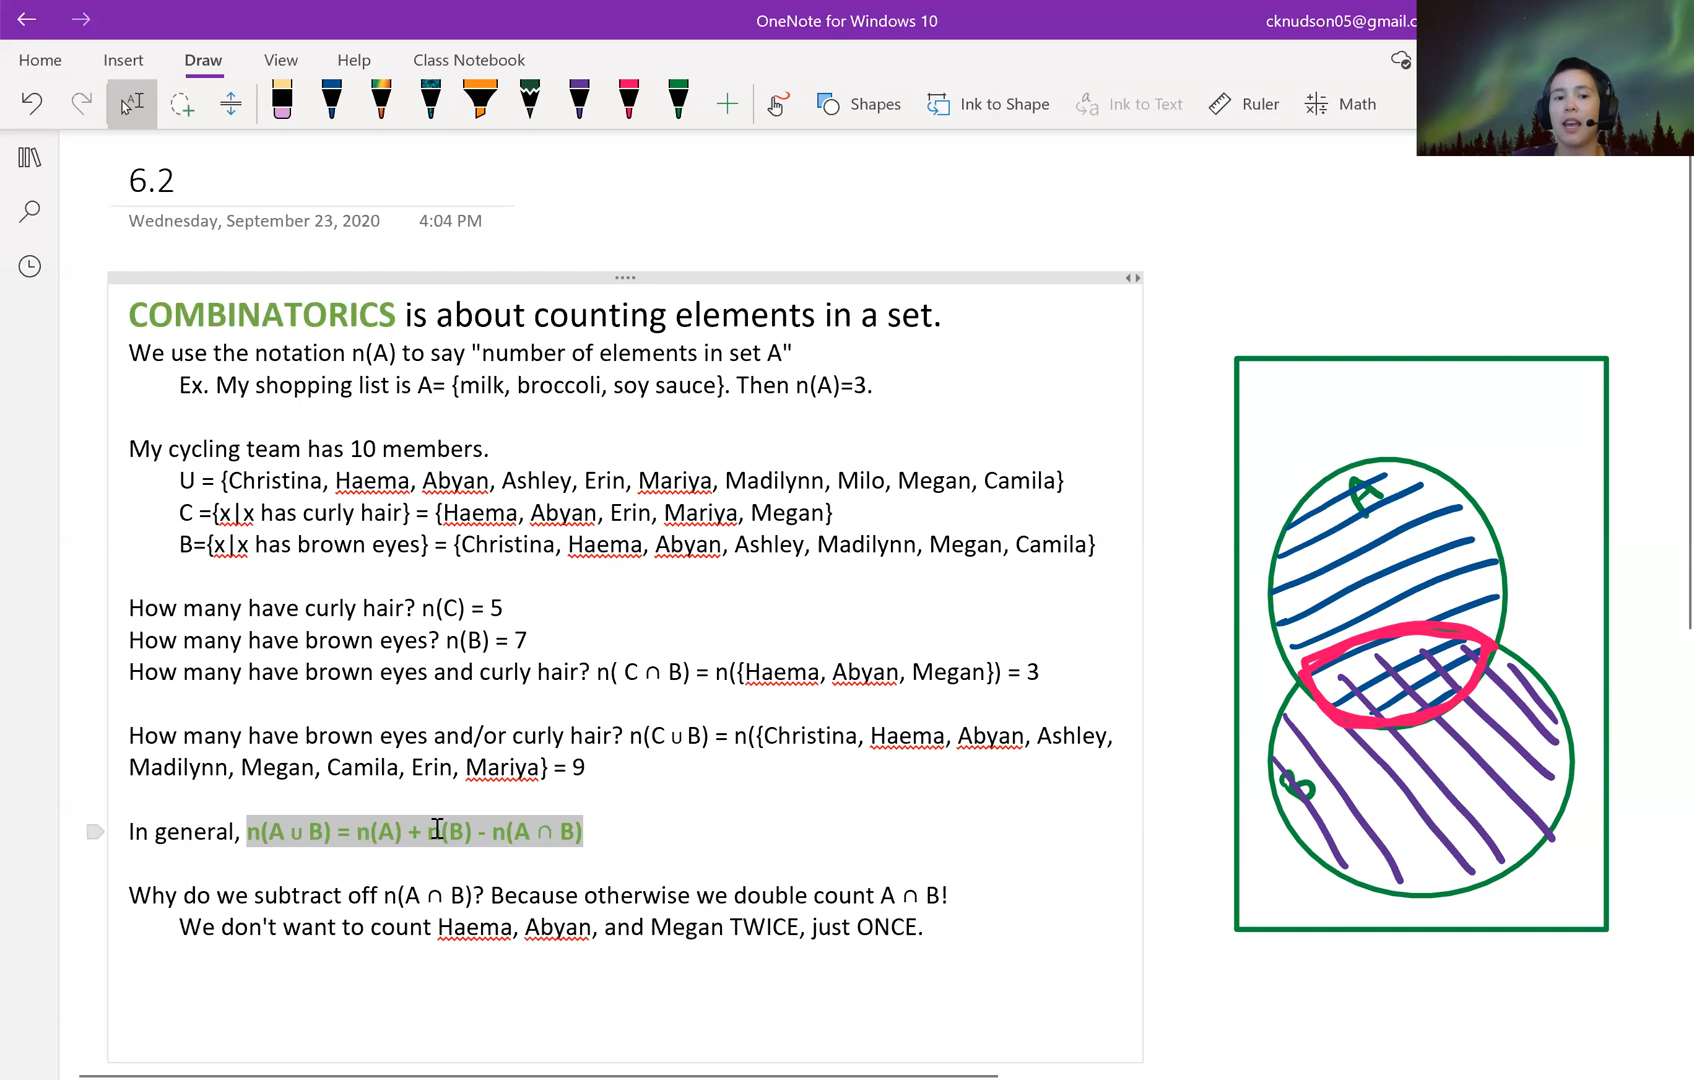 OneNote for Windows 10
cknudson05@gmail.c
Home Insert Draw View Help Class Notebook
Shapes Ink to Shape Ink to Text Ruler Math
6.2
Wednesday, September 23, 2020 4:04 PM
COMBINATORICS is about counting elements in a set.
We use the notation n(A) to say "number of elements in set A"
Ex. My shopping list is A= {milk, broccoli, soy sauce}. Then n(A)=3.
My cycling team has 10 members.
U = {Christina, Haema, Abyan, Ashley, Erin, Mariya, Madilynn, Milo, Megan, Camila}
C ={x|x has curly hair} = {Haema, Abyan, Erin, Mariya, Megan}
B={x|x has brown eyes} = {Christina, Haema, Abyan, Ashley, Madilynn, Megan, Camila}
How many have curly hair? n(C) = 5
How many have brown eyes? n(B) = 7
How many have brown eyes and curly hair? n( C ∩ B) = n({Haema, Abyan, Megan}) = 3
How many have brown eyes and/or curly hair? n(C ∪ B) = n({Christina, Haema, Abyan, Ashley,
Madilynn, Megan, Camila, Erin, Mariya} = 9
In general, n(A ∪ B) = n(A) + n(B) - n(A ∩ B)
Why do we subtract off n(A ∩ B)? Because otherwise we double count A ∩ B!
We don't want to count Haema, Abyan, and Megan TWICE, just ONCE.
A
B